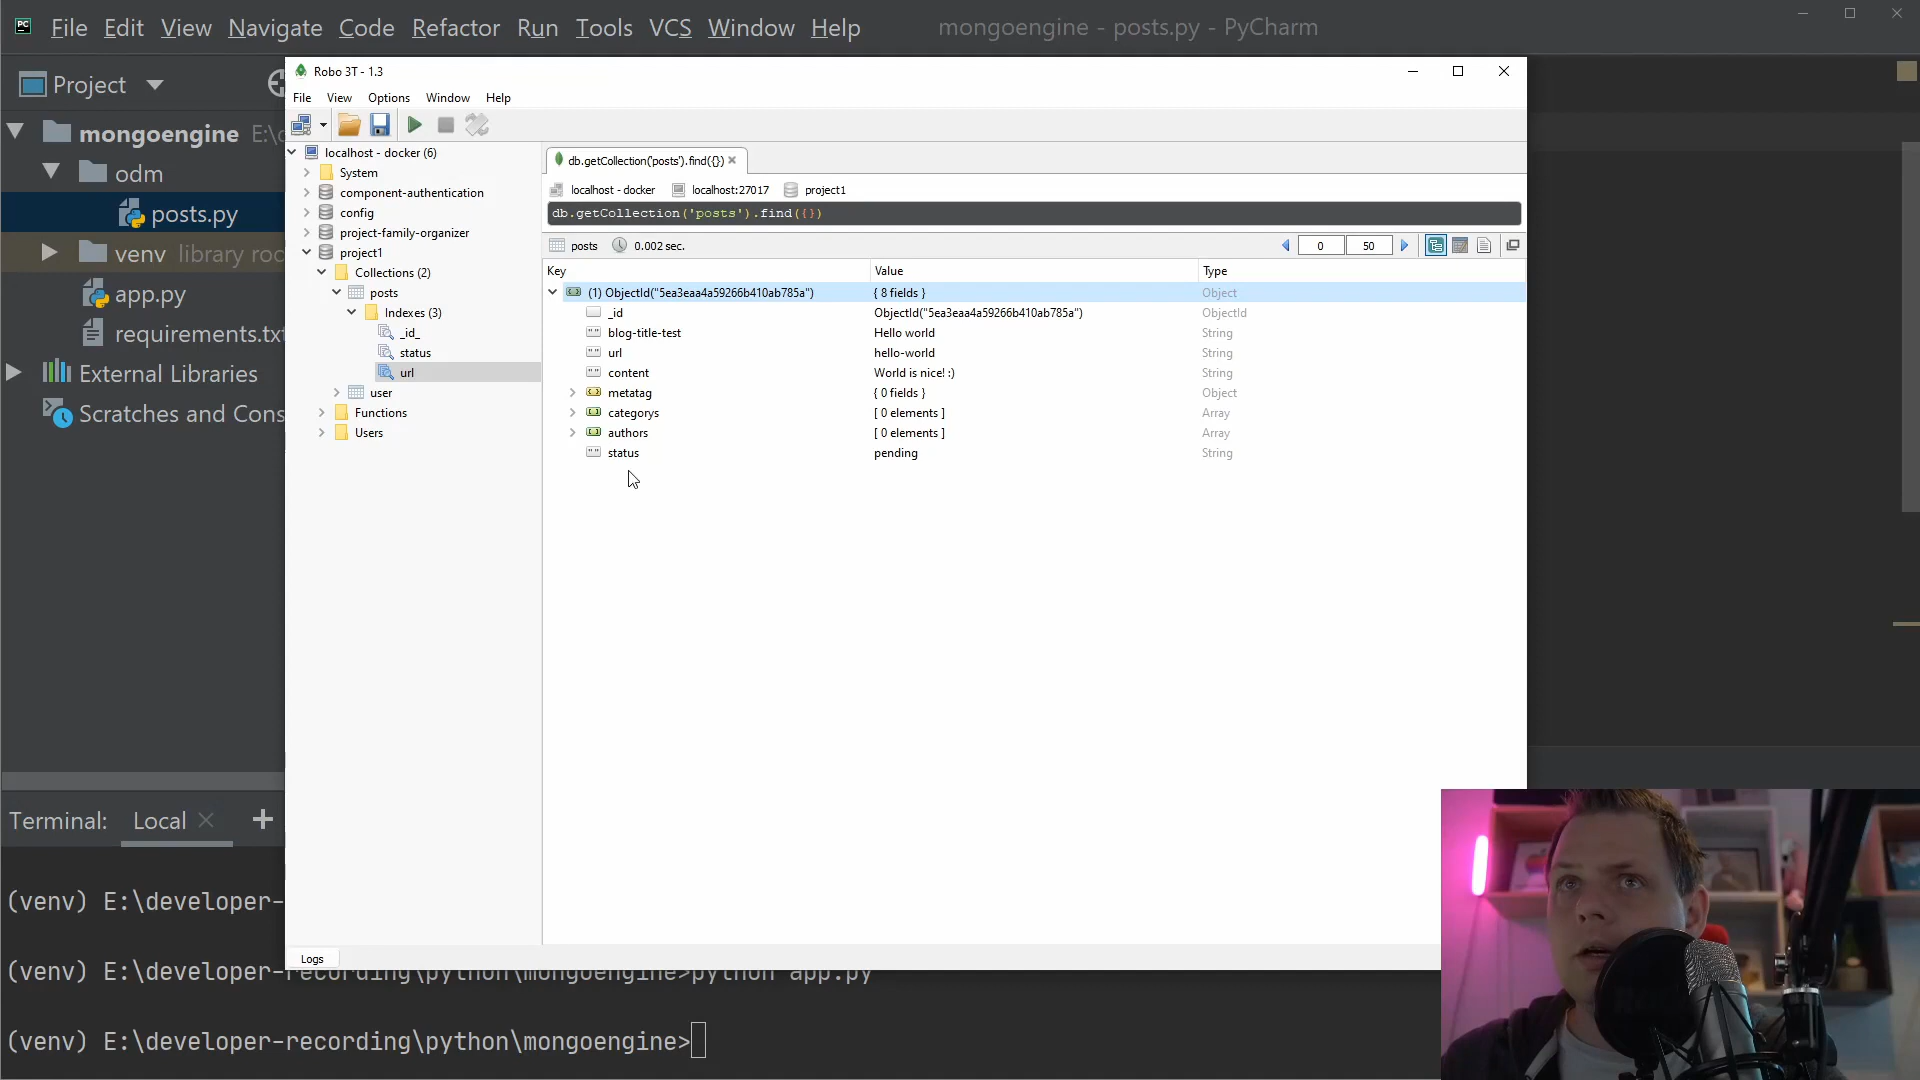 File Edit View Navigate Code Refactor Run Tools VCS Window Help mongoengine - posts.py - PyCharm
Project
mongoengine E:\
odm
posts.py
venv library
app.py
requirements.txt
External Libraries
Scratches and Cons
Robo 3T - 1.3
File View Options Window Help
localhost - docker (6)
System
component-authentication
config
project-family-organizer
project1
Collections (2)
posts
Indexes (3)
_id_
status
url
user
Functions
Users
db.getCollection('posts').find({})
localhost - docker localhost:27017 project1
db.getCollection('posts').find({})
posts 0.002 sec. 0 50
Key Value Type
(1) ObjectId("5ea3eaa4a59266b410ab785a") { 8 fields } Object
_id ObjectId("5ea3eaa4a59266b410ab785a") ObjectId
blog-title-test Hello world String
url hello-world String
content World is nice! :) String
metatag { 0 fields } Object
categorys [ 0 elements ] Array
authors [ 0 elements ] Array
status pending String
Logs
Terminal: Local
(venv) E:\developer-
(venv) E:\developer-recording\python\mongoengine>python app.py
(venv) E:\developer-recording\python\mongoengine>